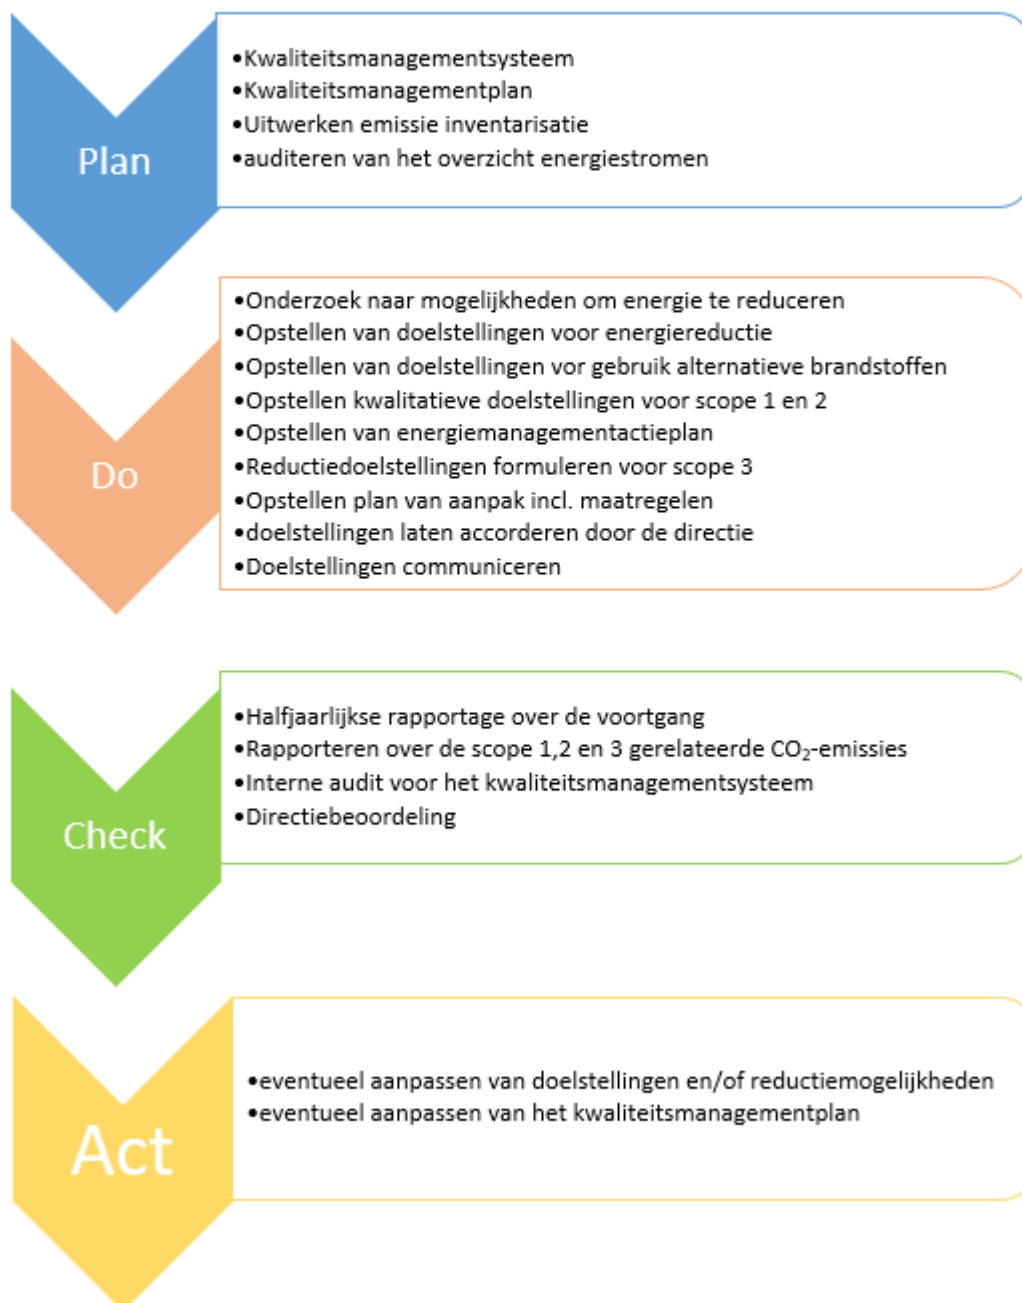 Plan
•Kwaliteitsmanagementsysteem
•Kwaliteitsmanagementplan
•Uitwerken emissie inventarisatie
•auditeren van het overzicht energiestromen
Do
•Onderzoek naar mogelijkheden om energie te reduceren
•Opstellen van doelstellingen voor energiereductie
•Opstellen van doelstellingen vor gebruik alternatieve brandstoffen
•Opstellen kwalitatieve doelstellingen voor scope 1 en 2
•Opstellen van energiemanagementactieplan
•Reductiedoelstellingen formuleren voor scope 3
•Opstellen plan van aanpak incl. maatregelen
•doelstellingen laten accorderen door de directie
•Doelstellingen communiceren
Check
•Halfjaarlijkse rapportage over de voortgang
•Rapporteren over de scope 1,2 en 3 gerelateerde CO₂-emissies
•Interne audit voor het kwaliteitsmanagementsysteem
•Directiebeoordeling
Act
•eventueel aanpassen van doelstellingen en/of reductiemogelijkheden
•eventueel aanpassen van het kwaliteitsmanagementplan